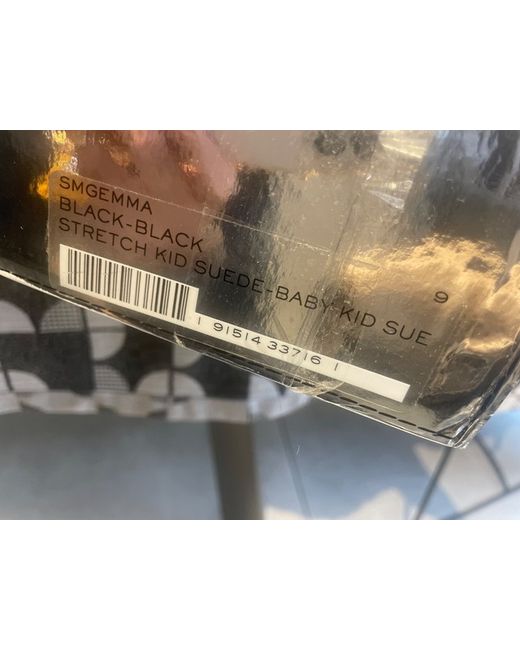 SMGEMMA
BLACK-BLACK
STRETCH KID SUEDE-BABY KID SUE
9
1 91514 33716 1